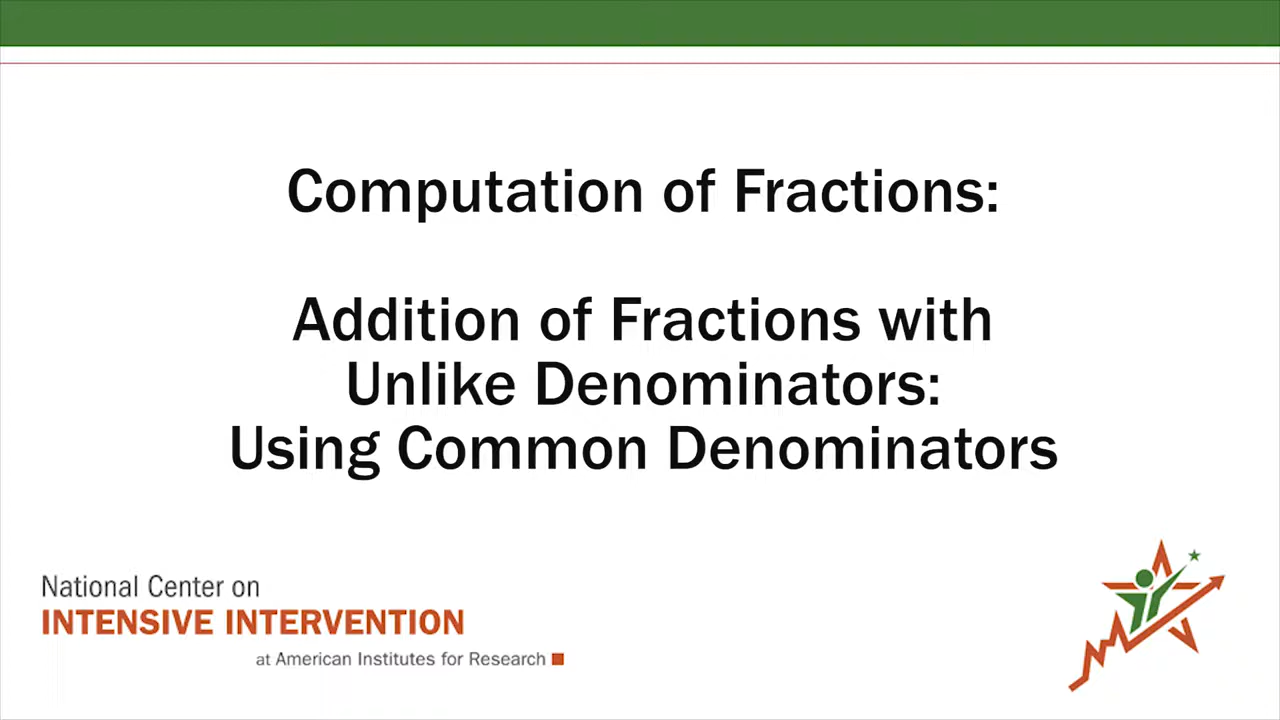 Computation of Fractions:
Addition of Fractions with
Unlike Denominators:
Using Common Denominators
National Center on
INTENSIVE INTERVENTION
at American Institutes for Research